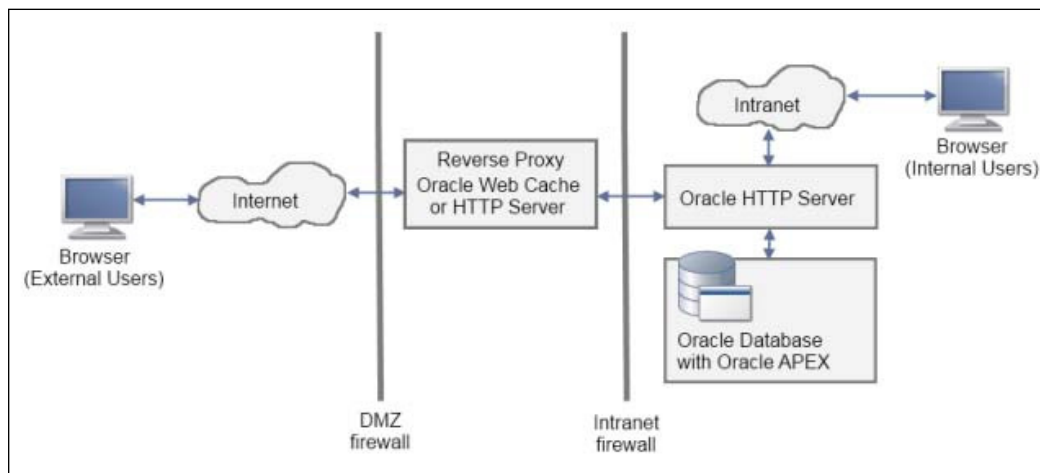 Browser
(External Users)
Internet
DMZ
firewall
Reverse Proxy
Oracle Web Cache
or HTTP Server
Intranet
firewall
Intranet
Browser
(Internal Users)
Oracle HTTP Server
Oracle Database
with Oracle APEX